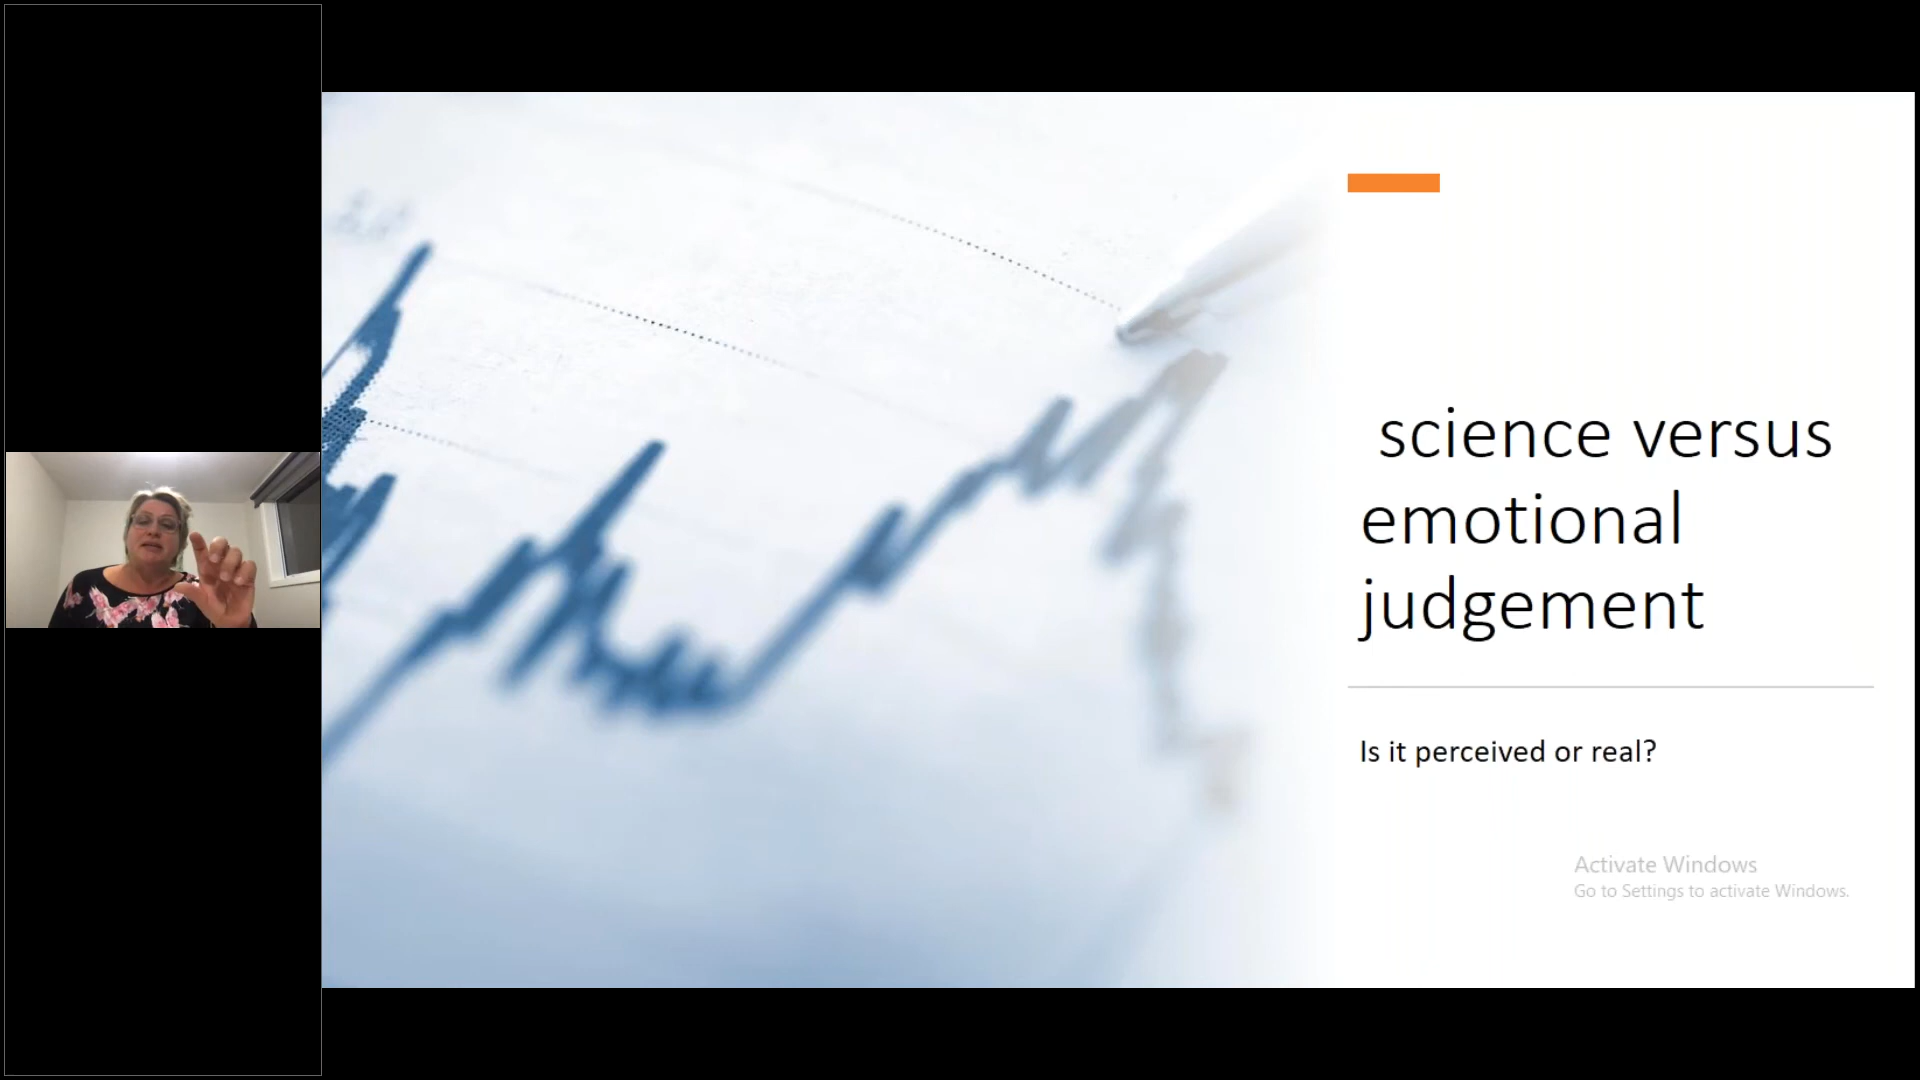 science versus
emotional
judgement
Is it perceived or real?
Activate Windows
Go to Settings to activate Windows.